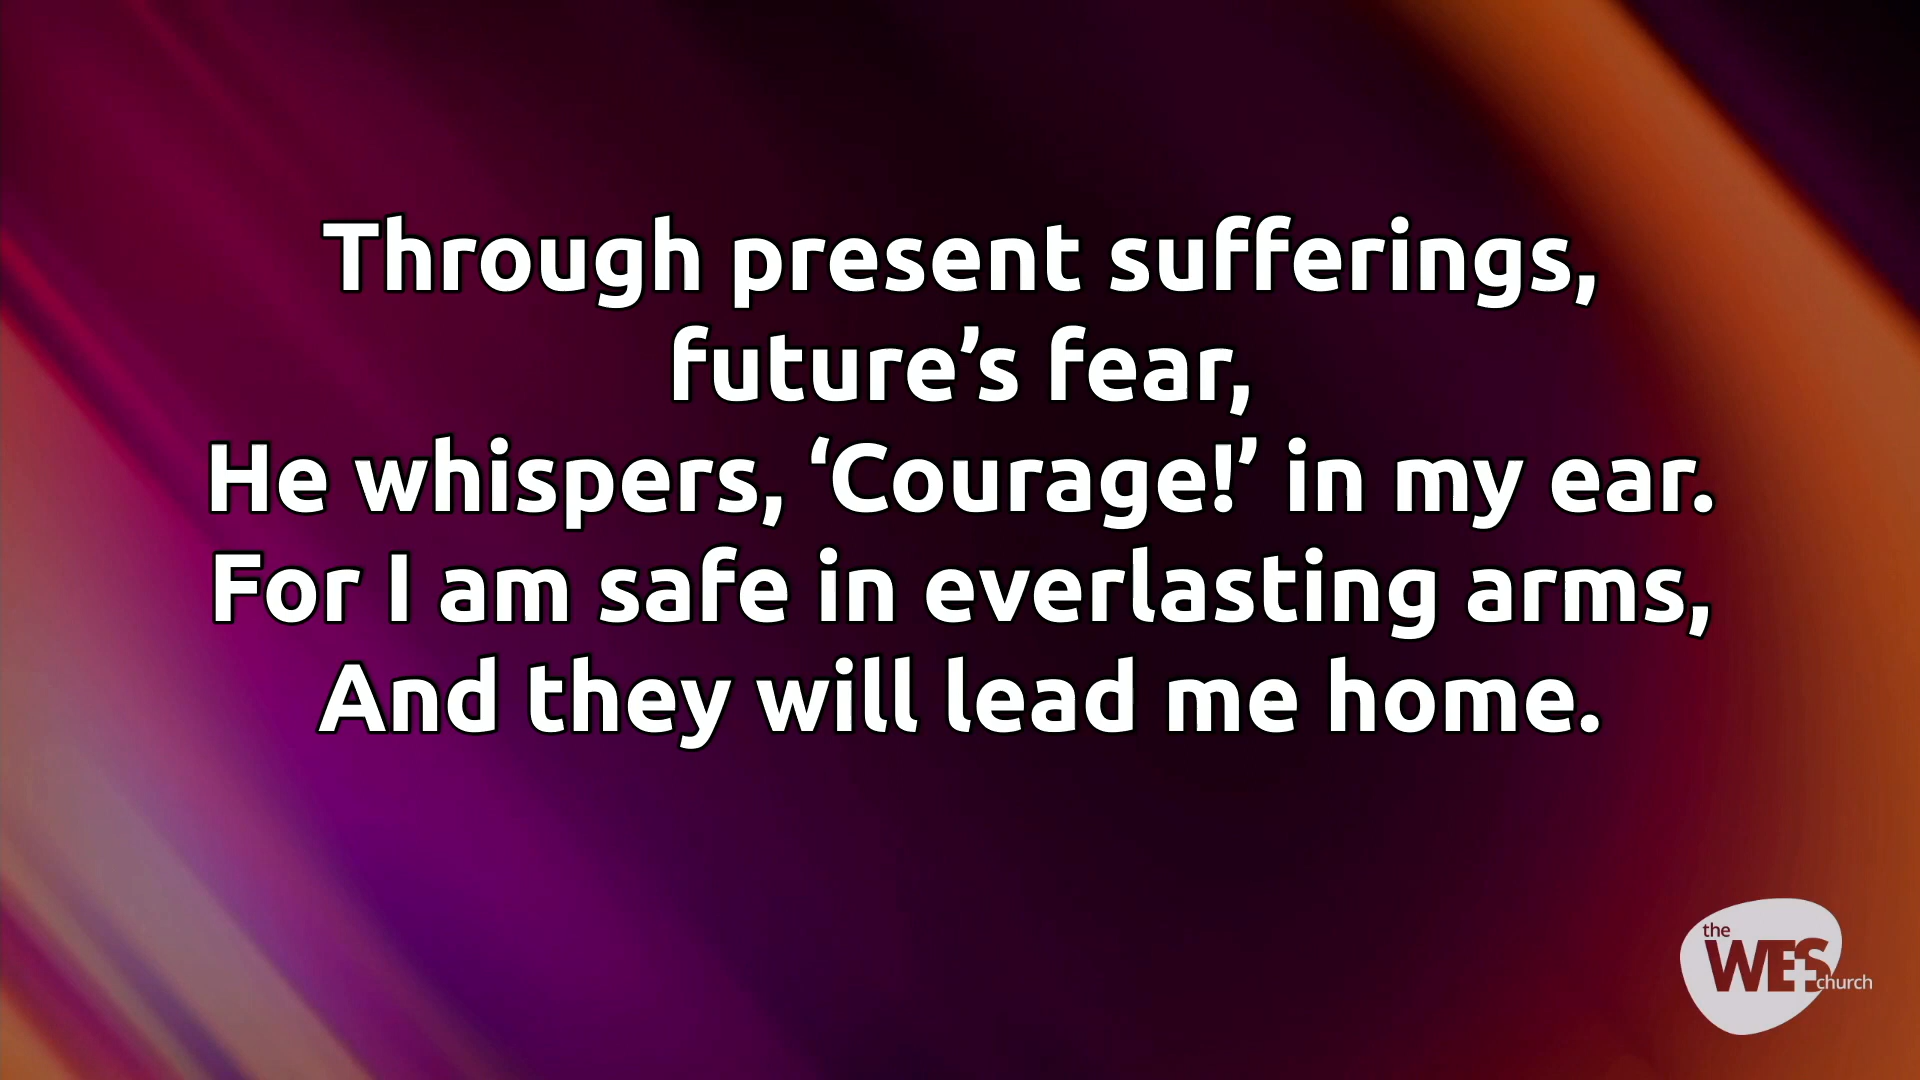 Through present sufferings,
future’s fear,
He whispers, ‘Courage!’ in my ear.
For I am safe in everlasting arms,
And they will lead me home.
the
WES
church